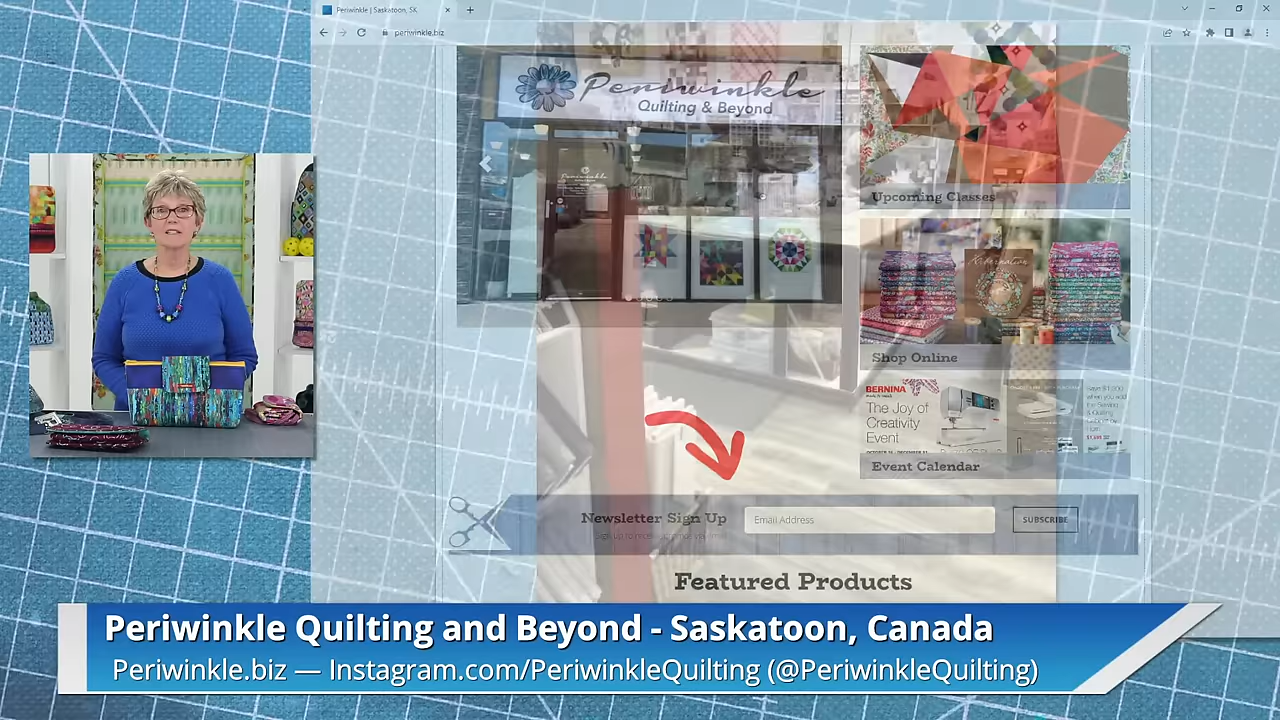 Periwinkle | Saskatoon, SK
periwinkle.biz
Periwinkle
Quilting & Beyond
Periwinkle
Upcoming Classes
Hibernation
Shop Online
BERNINA
The Joy of
Creativity
Event
Event Calendar
Newsletter Sign Up
Email Address
SUBSCRIBE
Featured Products
Periwinkle Quilting and Beyond - Saskatoon, Canada
Periwinkle.biz — Instagram.com/PeriwinkleQuilting (@PeriwinkleQuilting)